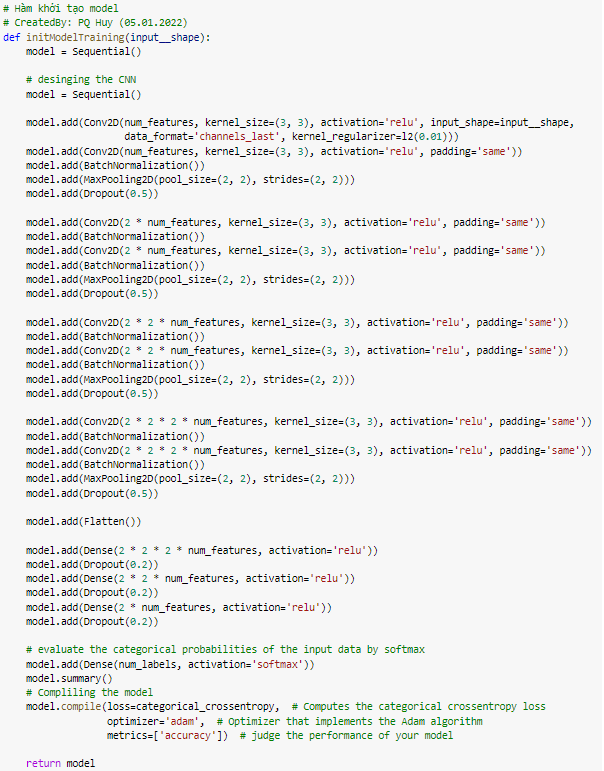 # Hàm khởi tạo model
# CreatedBy: PQ Huy (05.01.2022)
def initModelTraining(input__shape):
    model = Sequential()

    # desinging the CNN
    model = Sequential()

    model.add(Conv2D(num_features, kernel_size=(3, 3), activation='relu', input_shape=input__shape,
                     data_format='channels_last', kernel_regularizer=l2(0.01)))
    model.add(Conv2D(num_features, kernel_size=(3, 3), activation='relu', padding='same'))
    model.add(BatchNormalization())
    model.add(MaxPooling2D(pool_size=(2, 2), strides=(2, 2)))
    model.add(Dropout(0.5))

    model.add(Conv2D(2 * num_features, kernel_size=(3, 3), activation='relu', padding='same'))
    model.add(BatchNormalization())
    model.add(Conv2D(2 * num_features, kernel_size=(3, 3), activation='relu', padding='same'))
    model.add(BatchNormalization())
    model.add(MaxPooling2D(pool_size=(2, 2), strides=(2, 2)))
    model.add(Dropout(0.5))

    model.add(Conv2D(2 * 2 * num_features, kernel_size=(3, 3), activation='relu', padding='same'))
    model.add(BatchNormalization())
    model.add(Conv2D(2 * 2 * num_features, kernel_size=(3, 3), activation='relu', padding='same'))
    model.add(BatchNormalization())
    model.add(MaxPooling2D(pool_size=(2, 2), strides=(2, 2)))
    model.add(Dropout(0.5))

    model.add(Conv2D(2 * 2 * 2 * num_features, kernel_size=(3, 3), activation='relu', padding='same'))
    model.add(BatchNormalization())
    model.add(Conv2D(2 * 2 * 2 * num_features, kernel_size=(3, 3), activation='relu', padding='same'))
    model.add(BatchNormalization())
    model.add(MaxPooling2D(pool_size=(2, 2), strides=(2, 2)))
    model.add(Dropout(0.5))

    model.add(Flatten())

    model.add(Dense(2 * 2 * 2 * num_features, activation='relu'))
    model.add(Dropout(0.2))
    model.add(Dense(2 * 2 * num_features, activation='relu'))
    model.add(Dropout(0.2))
    model.add(Dense(2 * num_features, activation='relu'))
    model.add(Dropout(0.2))

    # evaluate the categorical probabilities of the input data by softmax
    model.add(Dense(num_labels, activation='softmax'))
    model.summary()
    # Compliling the model
    model.compile(loss=categorical_crossentropy,  # Computes the categorical crossentropy loss
                  optimizer='adam',  # Optimizer that implements the Adam algorithm
                  metrics=['accuracy'])  # judge the performance of your model

    return model